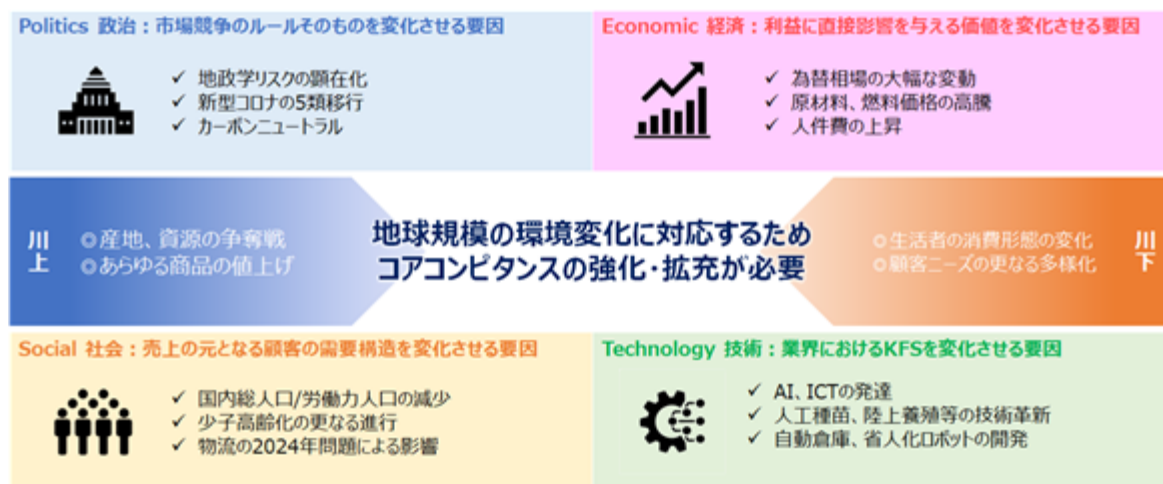 Politics 政治：市場競争のルールそのものを変化させる要因
✓ 地政学リスクの顕在化
✓ 新型コロナの5類移行
✓ カーボンニュートラル
Economic 経済：利益に直接影響を与える価値を変化させる要因
✓ 為替相場の大幅な変動
✓ 原材料、燃料価格の高騰
✓ 人件費の上昇
川上
◎産地、資源の争奪戦
◎あらゆる商品の値上げ
地球規模の環境変化に対応するため
コアコンピタンスの強化・拡充が必要
◎生活者の消費形態の変化
◎顧客ニーズの更なる多様化
川下
Social 社会：売上の元となる顧客の需要構造を変化させる要因
✓ 国内総人口/労働力人口の減少
✓ 少子高齢化の更なる進行
✓ 物流の2024年問題による影響
Technology 技術：業界におけるKFSを変化させる要因
✓ AI、ICTの発達
✓ 人工種苗、陸上養殖等の技術革新
✓ 自動倉庫、省人化ロボットの開発